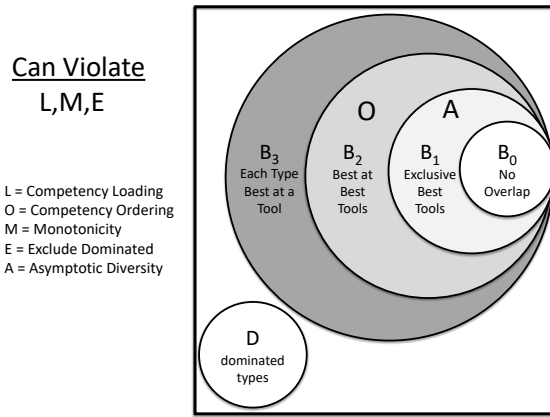 Can Violate
L,M,E
L = Competency Loading
O = Competency Ordering
M = Monotonicity
E = Exclude Dominated
A = Asymptotic Diversity
O
A
B3
Each Type
Best at a
Tool
B2
Best at
Best
Tools
B1
Exclusive
Best
Tools
B0
No
Overlap
D
dominated
types